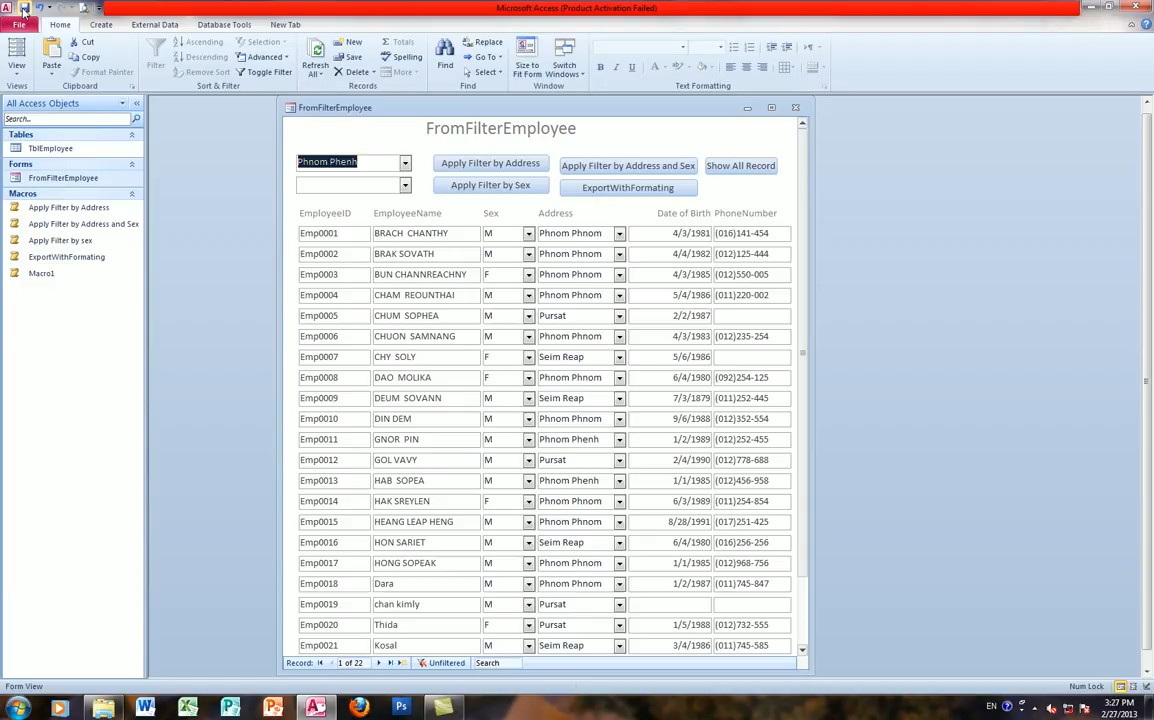 Microsoft Access (Product Activation Failed)
File Home Create External Data Database Tools New Tab
View Paste Cut Copy Format Painter Filter Ascending Descending Remove Sort Selection Advanced Toggle Filter Refresh All New Save Delete Totals Spelling More Find Replace Go To Select Size to Fit Form Switch Windows B I U A
Views Clipboard Sort & Filter Records Find Window Text Formatting
All Access Objects
Search...
Tables
TblEmployee
Forms
FromFilterEmployee
Macros
Apply Filter by Address
Apply Filter by Address and Sex
Apply Filter by sex
ExportWithFormating
Macro1
FromFilterEmployee
FromFilterEmployee
Phnom Phenh Apply Filter by Address Apply Filter by Address and Sex Show All Record
Apply Filter by Sex ExportWithFormating
EmployeeID EmployeeName Sex Address Date of Birth PhoneNumber
Emp0001 BRACH CHANTHY M Phnom Phnom 4/3/1981 (016)141-454
Emp0002 BRAK SOVATH M Phnom Phnom 4/4/1982 (012)125-444
Emp0003 BUN CHANNREACHNY F Phnom Phnom 4/3/1985 (012)550-005
Emp0004 CHAM REOUNTHAI M Phnom Phnom 5/4/1986 (011)220-002
Emp0005 CHUM SOPHEA M Pursat 2/2/1987
Emp0006 CHUON SAMNANG M Phnom Phnom 4/3/1983 (012)235-254
Emp0007 CHY SOLY F Seim Reap 5/6/1986
Emp0008 DAO MOLIKA F Phnom Phnom 6/4/1980 (092)254-125
Emp0009 DEUM SOVANN M Seim Reap 7/3/1879 (011)252-445
Emp0010 DIN DEM M Phnom Phnom 9/6/1988 (012)352-554
Emp0011 GNOR PIN M Phnom Phenh 1/2/1989 (012)252-455
Emp0012 GOL VAVY M Pursat 2/4/1990 (012)778-688
Emp0013 HAB SOPEA M Phnom Phenh 1/1/1985 (012)456-958
Emp0014 HAK SREYLEN F Phnom Phnom 6/3/1989 (011)254-854
Emp0015 HEANG LEAP HENG M Phnom Phnom 8/28/1991 (017)251-425
Emp0016 HON SARIET M Seim Reap 6/4/1980 (016)256-256
Emp0017 HONG SOPEAK M Phnom Phnom 1/1/1985 (012)968-756
Emp0018 Dara M Phnom Phnom 1/2/1987 (011)745-847
Emp0019 chan kimly M Pursat
Emp0020 Thida F Pursat 1/5/1988 (012)732-555
Emp0021 Kosal M Seim Reap 3/4/1986 (011)745-585
Record: 1 of 22 Unfiltered Search
Form View Num Lock
EN 3:27 PM
2/27/2013